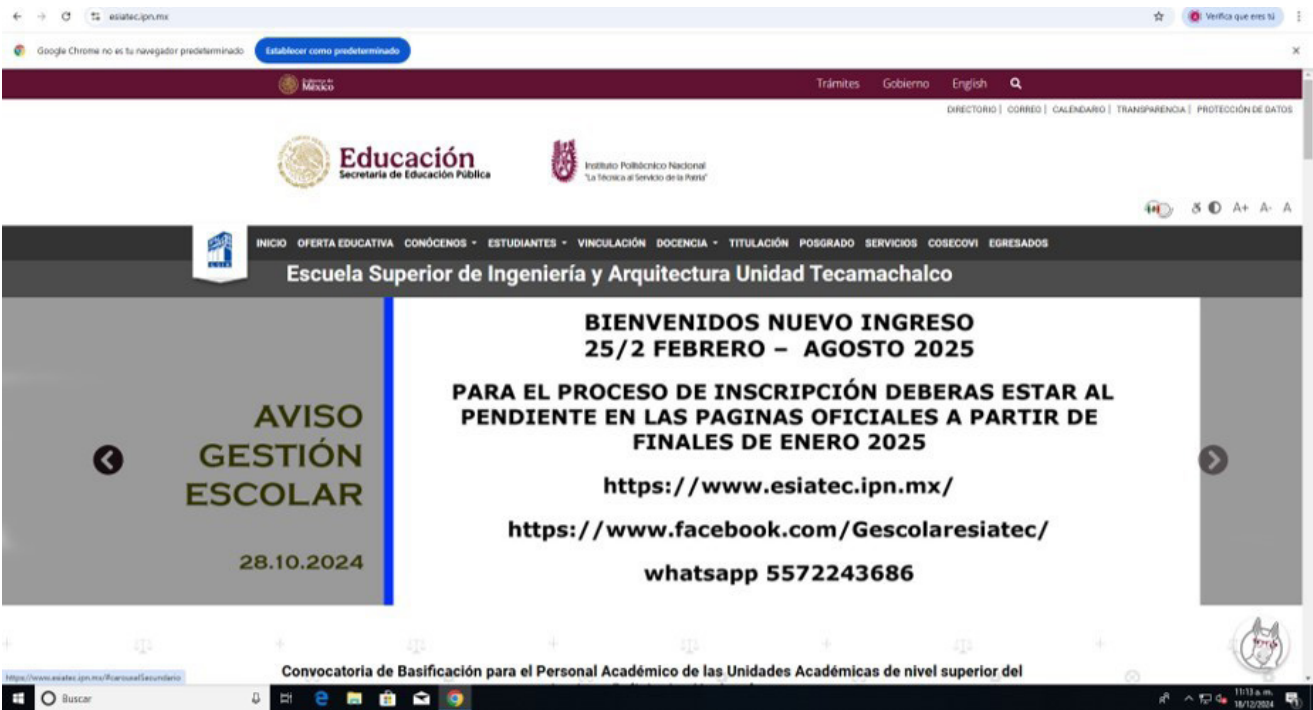 esiatec.ipn.mx
Verifica que eres tú
Google Chrome no es tu navegador predeterminado
Establecer como predeterminado
Gobierno de
México
Trámites Gobierno English
DIRECTORIO | CORREO | CALENDARIO | TRANSPARENCIA | PROTECCIÓN DE DATOS
Educación
Secretaría de Educación Pública
Instituto Politécnico Nacional
"La Técnica al Servicio de la Patria"
A+ A- A
INICIO OFERTA EDUCATIVA CONÓCENOS ESTUDIANTES VINCULACIÓN DOCENCIA TITULACIÓN POSGRADO SERVICIOS COSECOVI EGRESADOS
Escuela Superior de Ingeniería y Arquitectura Unidad Tecamachalco
AVISO
GESTIÓN
ESCOLAR
28.10.2024
BIENVENIDOS NUEVO INGRESO
25/2 FEBRERO – AGOSTO 2025
PARA EL PROCESO DE INSCRIPCIÓN DEBERAS ESTAR AL
PENDIENTE EN LAS PAGINAS OFICIALES A PARTIR DE
FINALES DE ENERO 2025
https://www.esiatec.ipn.mx/
https://www.facebook.com/Gescolaresiatec/
whatsapp 5572243686
Convocatoria de Basificación para el Personal Académico de las Unidades Académicas de nivel superior del
https://www.esiatec.ipn.mx/#carouselSecundario
Buscar
11:13 a. m.
18/12/2024